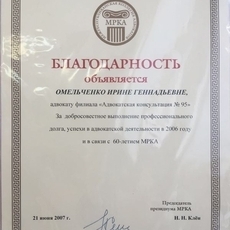 МРКА
БЛАГОДАРНОСТЬ
объявляется
ОМЕЛЬЧЕНКО ИРИНЕ ГЕННАДЬЕВНЕ,
адвокату филиала «Адвокатская консультация № 95»
За добросовестное выполнение профессионального
долга, успехи в адвокатской деятельности в 2006 году
и в связи с 60-летием МРКА
Председатель
президиума МРКА
21 июня 2007 г.
Н. Н. Клён